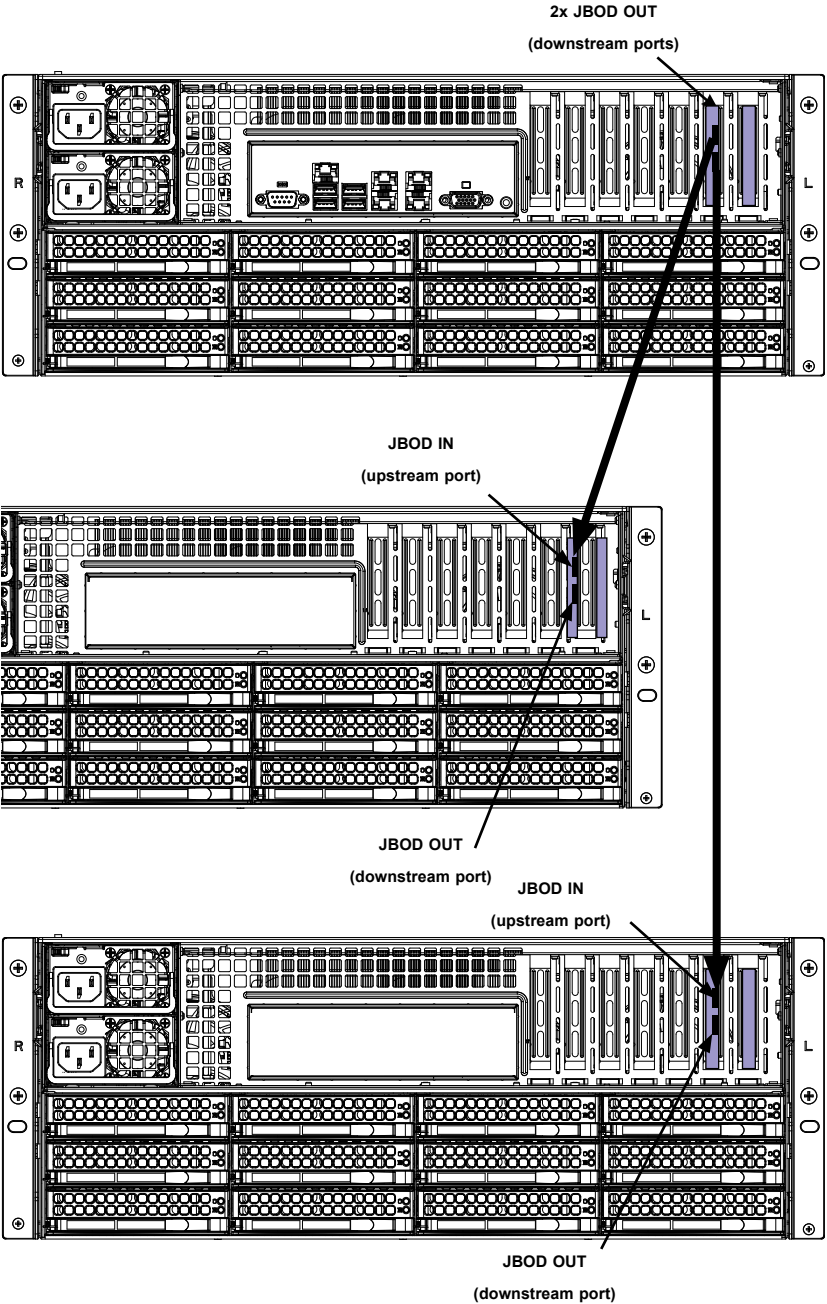 2x JBOD OUT
(downstream ports)
R
L
JBOD IN
(upstream port)
L
JBOD OUT
(downstream port)
JBOD IN
(upstream port)
R
L
JBOD OUT
(downstream port)